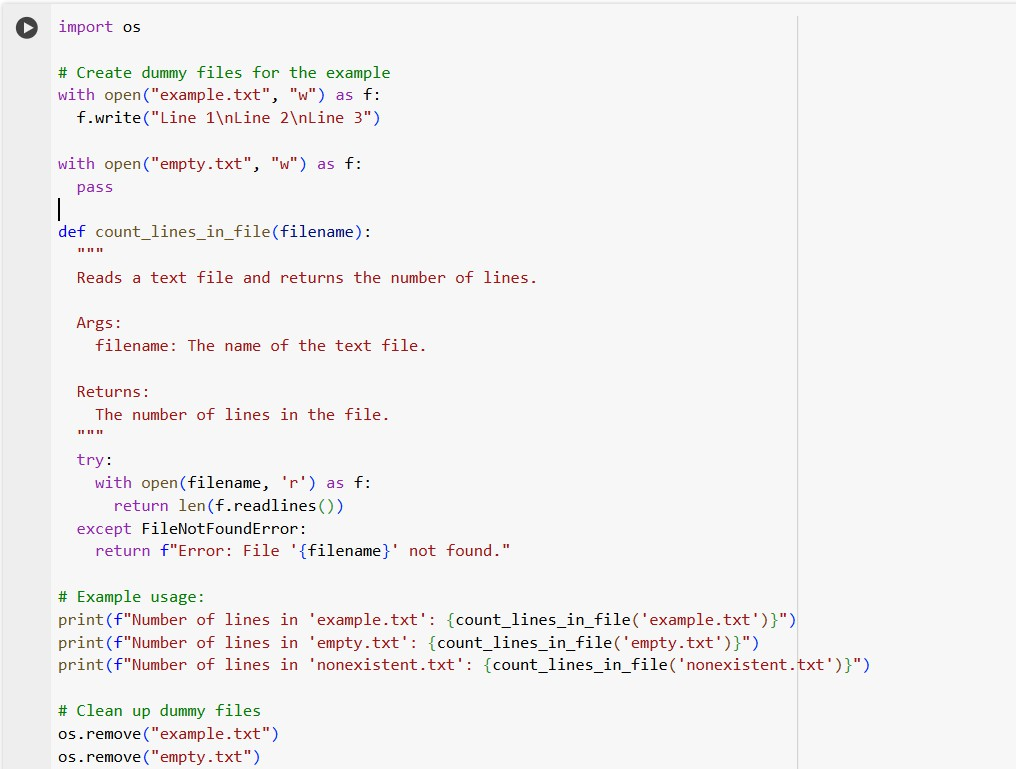 import os

# Create dummy files for the example
with open("example.txt", "w") as f:
  f.write("Line 1\nLine 2\nLine 3")

with open("empty.txt", "w") as f:
  pass

def count_lines_in_file(filename):
  """
  Reads a text file and returns the number of lines.

  Args:
    filename: The name of the text file.

  Returns:
    The number of lines in the file.
  """
  try:
    with open(filename, 'r') as f:
      return len(f.readlines())
  except FileNotFoundError:
    return f"Error: File '{filename}' not found."

# Example usage:
print(f"Number of lines in 'example.txt': {count_lines_in_file('example.txt')}")
print(f"Number of lines in 'empty.txt': {count_lines_in_file('empty.txt')}")
print(f"Number of lines in 'nonexistent.txt': {count_lines_in_file('nonexistent.txt')}")

# Clean up dummy files
os.remove("example.txt")
os.remove("empty.txt")